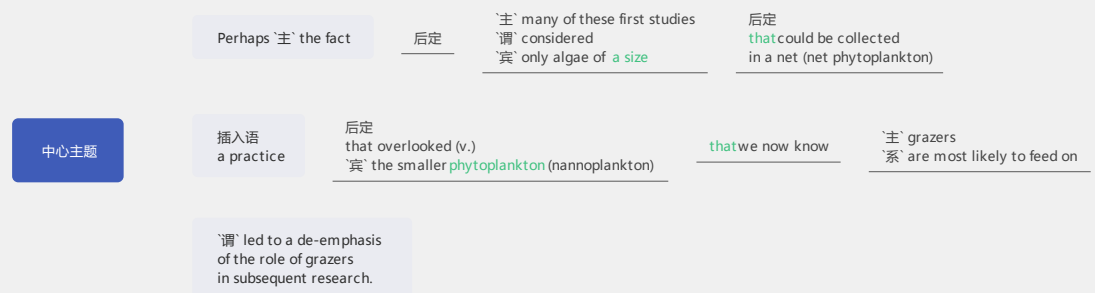 Perhaps `主` the fact
后定
`主` many of these first studies
`谓` considered
`宾` only algae of a size
后定
that could be collected
in a net (net phytoplankton)
中心主题
插入语
a practice
后定
that overlooked (v.)
`宾` the smaller phytoplankton (nannoplankton)
that we now know
`主` grazers
`系` are most likely to feed on
`谓` led to a de-emphasis
of the role of grazers
in subsequent research.